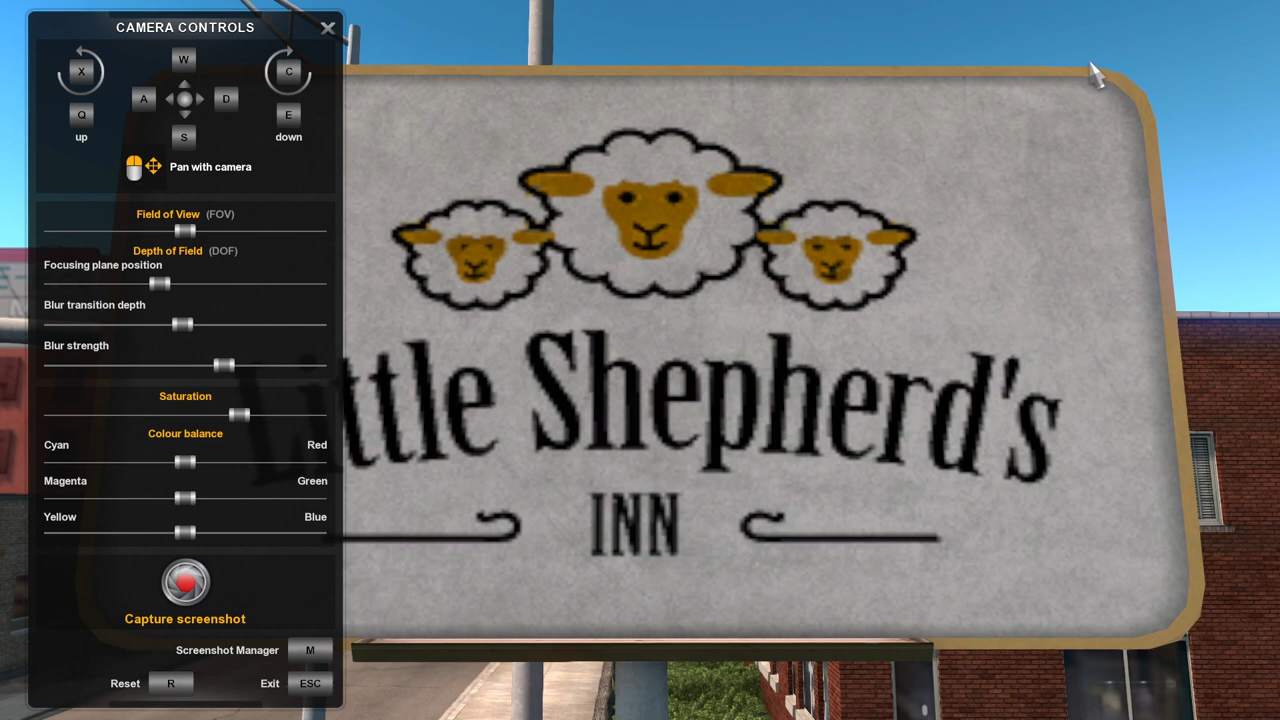 CAMERA CONTROLS
X
W
C
A
D
Q
S
E
up
down
Pan with camera
Field of View (FOV)
Depth of Field (DOF)
Focusing plane position
Blur transition depth
Blur strength
Saturation
Colour balance
Cyan Red
Magenta Green
Yellow Blue
Capture screenshot
Screenshot Manager M
Reset R Exit ESC
Little Shepherd's
INN